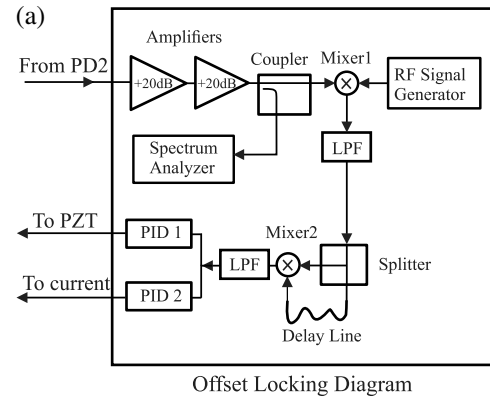 (a)
Amplifiers
From PD2
+20dB
+20dB
Coupler
Mixer1
RF Signal
Generator
Spectrum
Analyzer
LPF
To PZT
PID 1
Mixer2
LPF
Splitter
To current
PID 2
Delay Line
Offset Locking Diagram